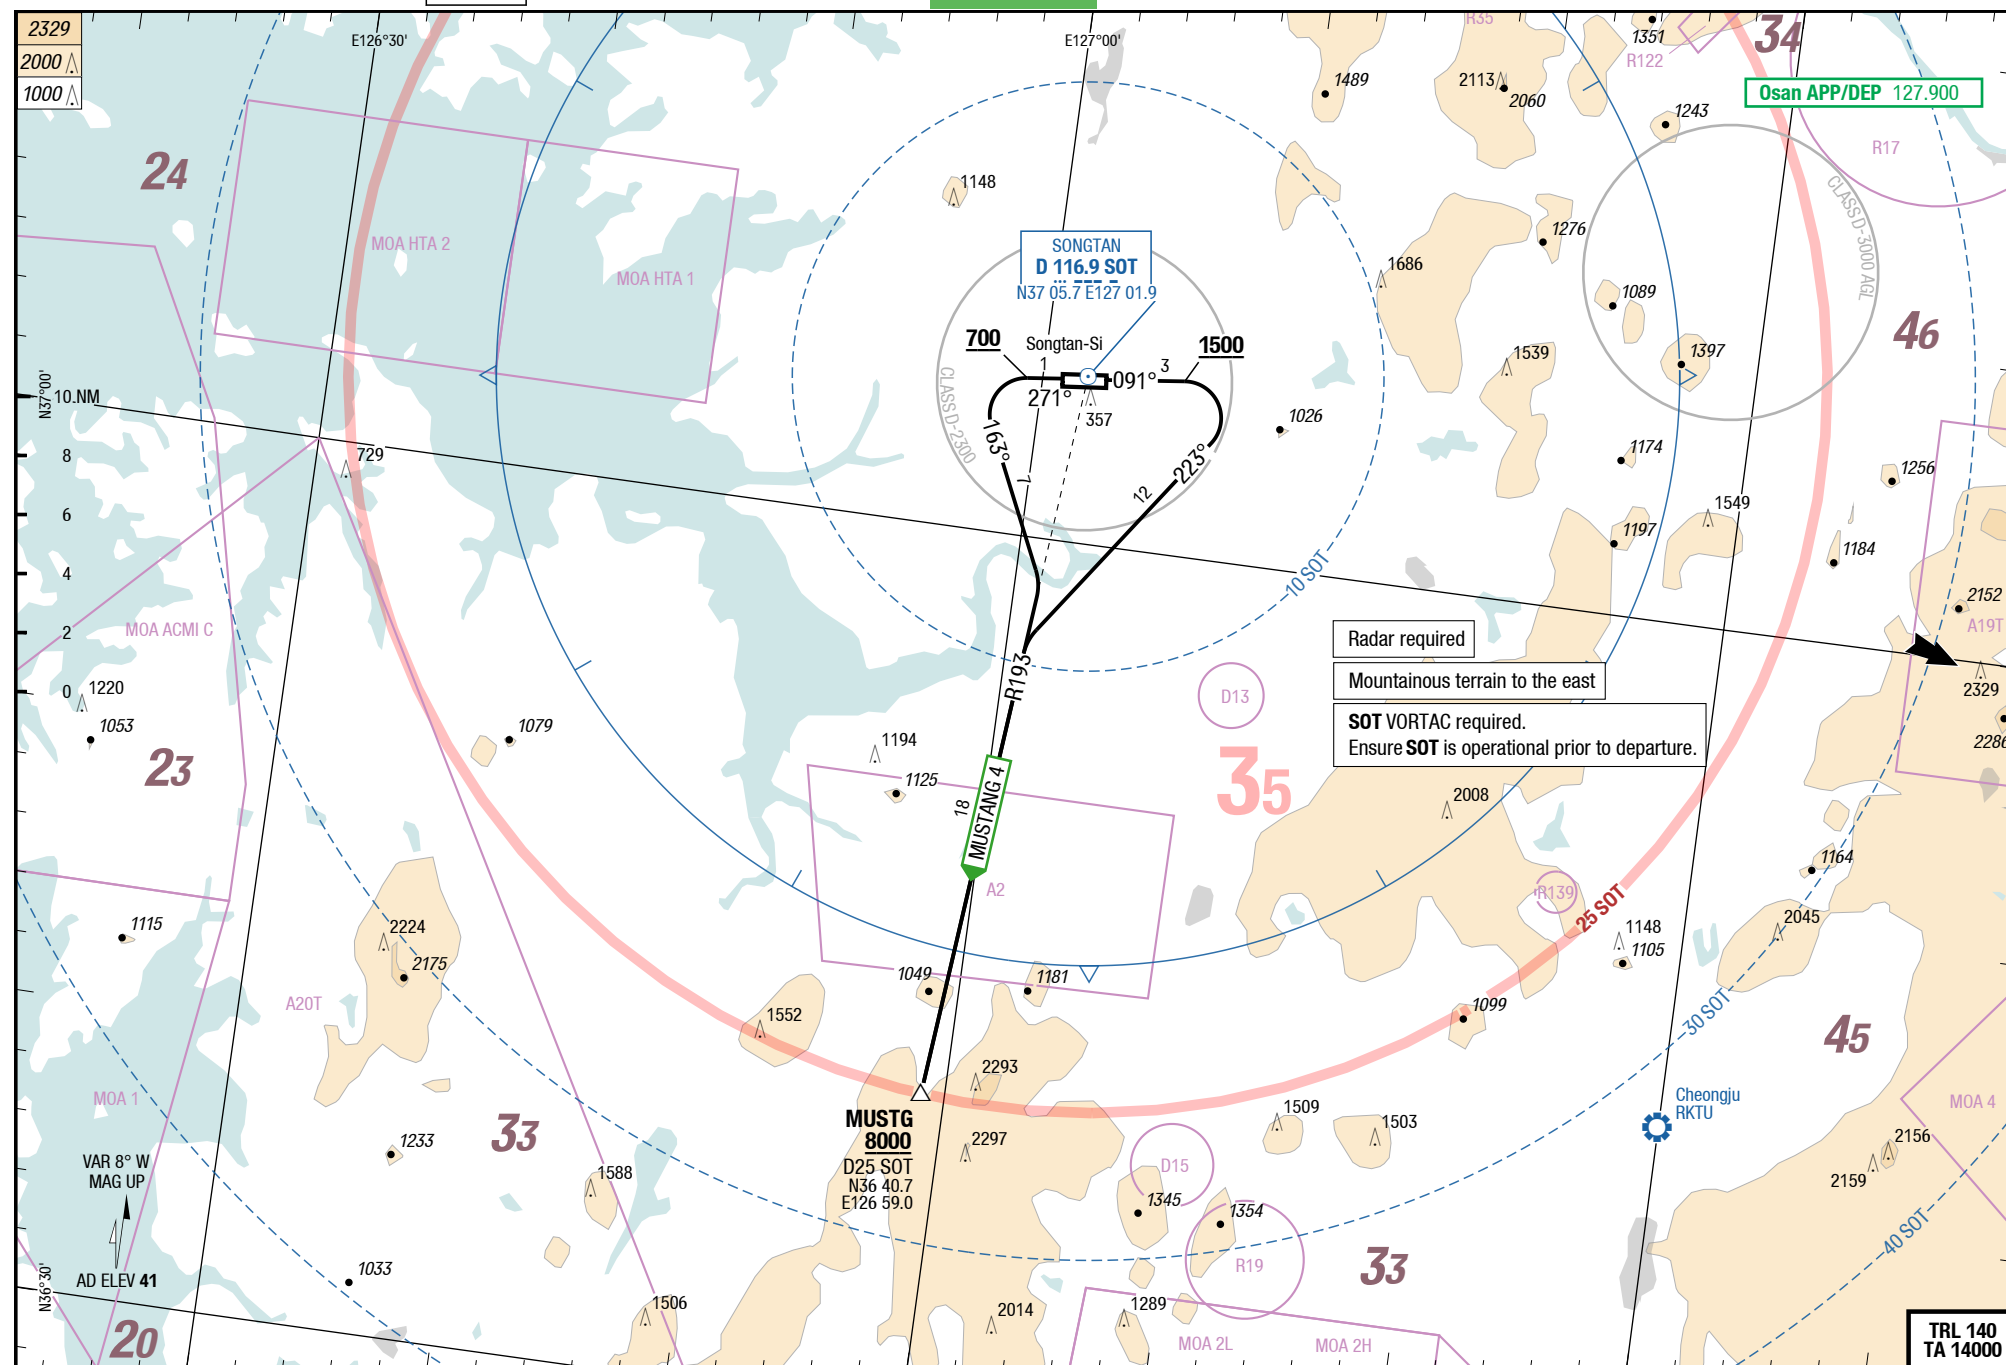 2329
2000
1000
E126°30'
E127°00'
R35
1351
R122
34
Osan APP/DEP 127.900
R17
1489
2113
2060
1243
24
CLASS D-3000 AGL
1148
MOA HTA 2
MOA HTA 1
SONGTAN
D 116.9 SOT
N37 05.7 E127 01.9
1276
1686
1089
46
700
Songtan-Si
1500
1
3
271°
091°
357
1539
1397
N37°00'
10 NM
8
6
4
2
0
CLASS D-2300
163°
7
223°
12
1026
729
1174
1256
1549
1197
1184
10 SOT
2152
A19T
MOA ACMI C
Radar required
Mountainous terrain to the east
SOT VORTAC required.
Ensure SOT is operational prior to departure.
R193
D13
2329
2286
1220
1053
1079
1194
1125
23
35
MUSTANG 4
18
A2
2008
R139
25 SOT
1164
1115
2224
2175
1148
1105
2045
A20T
1049
1181
1552
1099
30 SOT
45
2293
MOA 1
33
MUSTG
8000
D25 SOT
N36 40.7
E126 59.0
2297
1509
1503
Cheongju
RKTU
MOA 4
1233
1588
D15
1345
1354
2156
2159
VAR 8° W
MAG UP
AD ELEV 41
40 SOT
1033
R19
33
N36°30'
20
1506
2014
1289
MOA 2L
MOA 2H
TRL 140
TA 14000